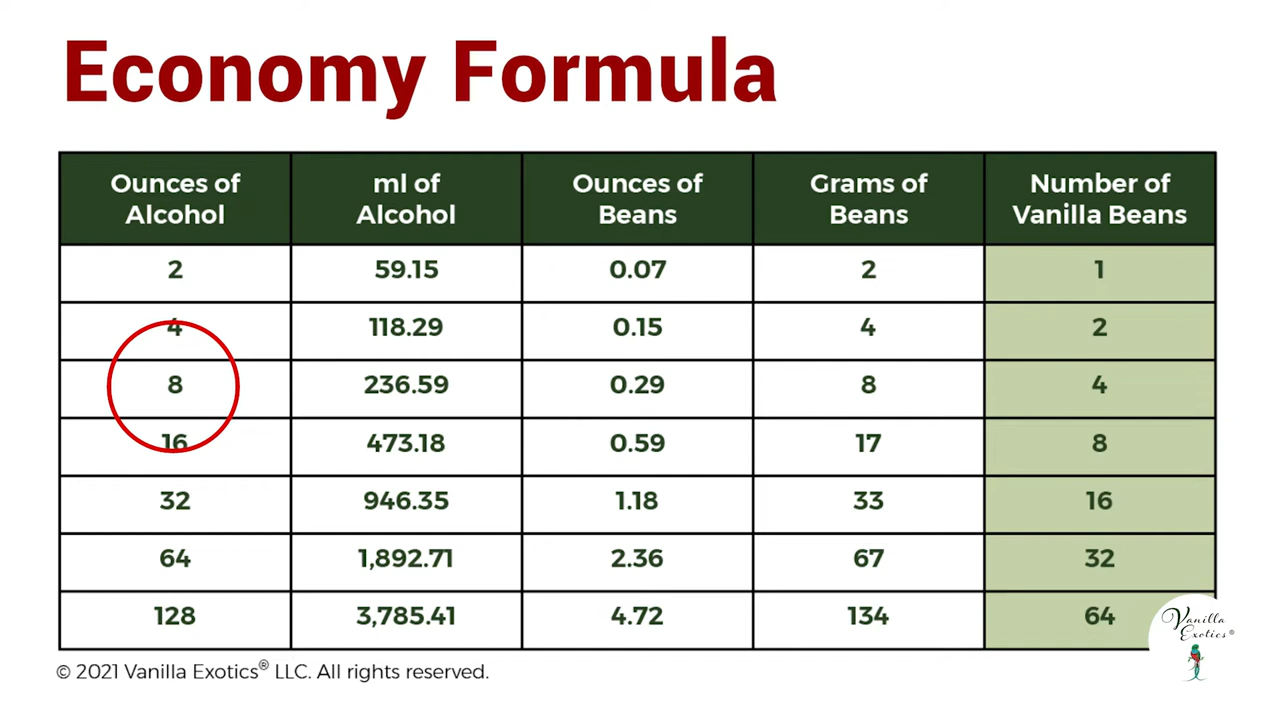 Economy Formula
Ounces of Alcohol ml of Alcohol Ounces of Beans Grams of Beans Number of Vanilla Beans
2 59.15 0.07 2 1
4 118.29 0.15 4 2
8 236.59 0.29 8 4
16 473.18 0.59 17 8
32 946.35 1.18 33 16
64 1,892.71 2.36 67 32
128 3,785.41 4.72 134 64
Vanilla
Exotics®
© 2021 Vanilla Exotics® LLC. All rights reserved.